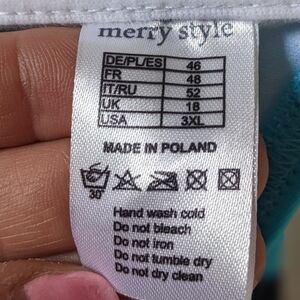 merry style
DE/PL/ES 46
FR 48
IT/RU 52
UK 18
USA 3XL
MADE IN POLAND
30°
Hand wash cold
Do not bleach
Do not iron
Do not tumble dry
Do not dry clean